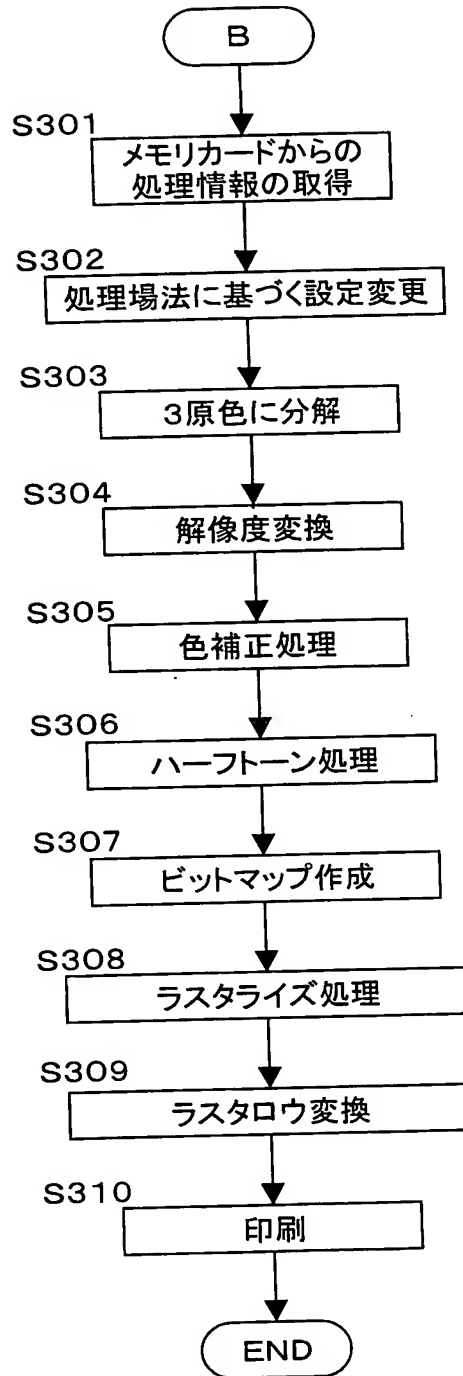 B
S301
メモリカードからの
処理情報の取得
S302
処理場法に基づく設定変更
S303
3原色に分解
S304
解像度変換
S305
色補正処理
S306
ハーフトーン処理
S307
ビットマップ作成
S308
ラスタライズ処理
S309
ラスタロウ変換
S310
印刷
END